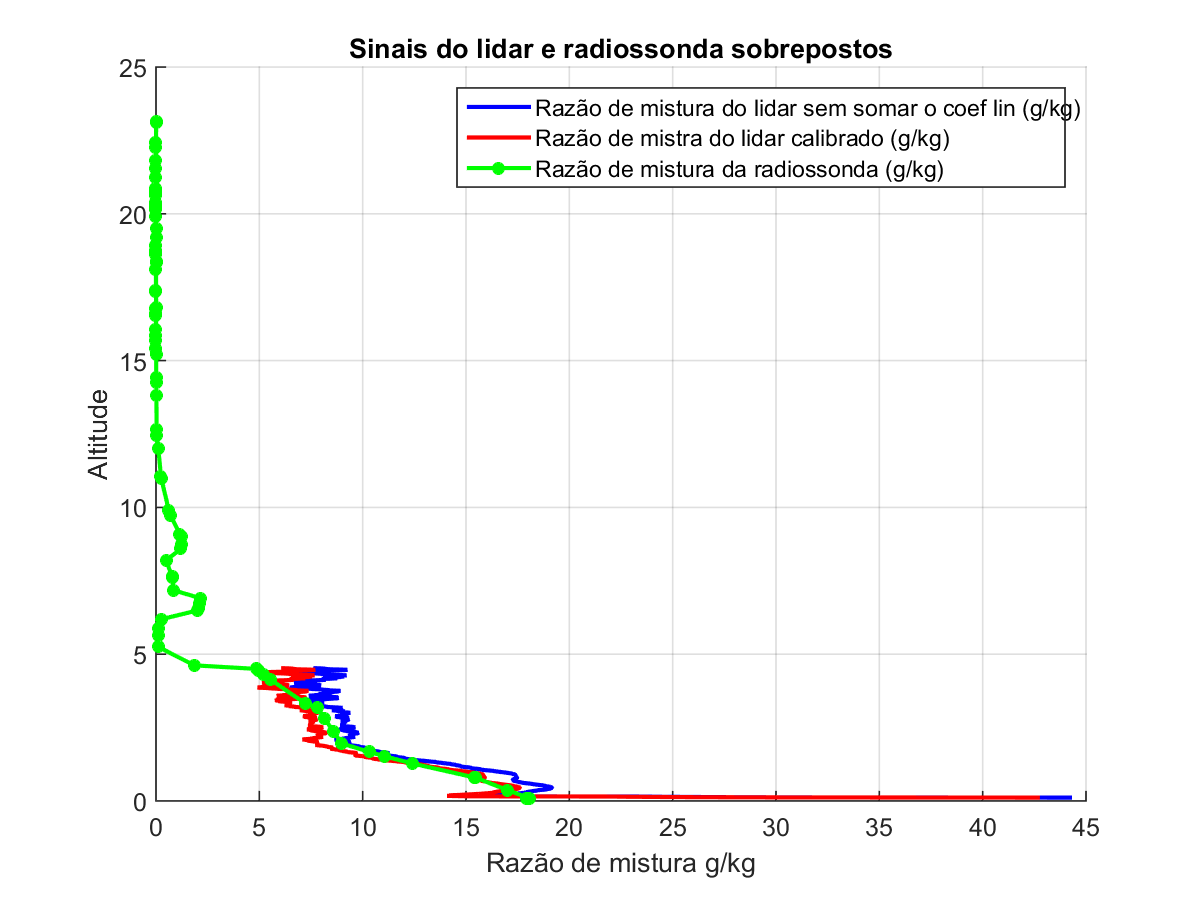 Sinais do lidar e radiossonda sobrepostos
25
20
15
10
5
0
Altitude
Razão de mistura do lidar sem somar o coef lin (g/kg)
Razão de mistra do lidar calibrado (g/kg)
Razão de mistura da radiossonda (g/kg)
0 5 10 15 20 25 30 35 40 45
Razão de mistura g/kg